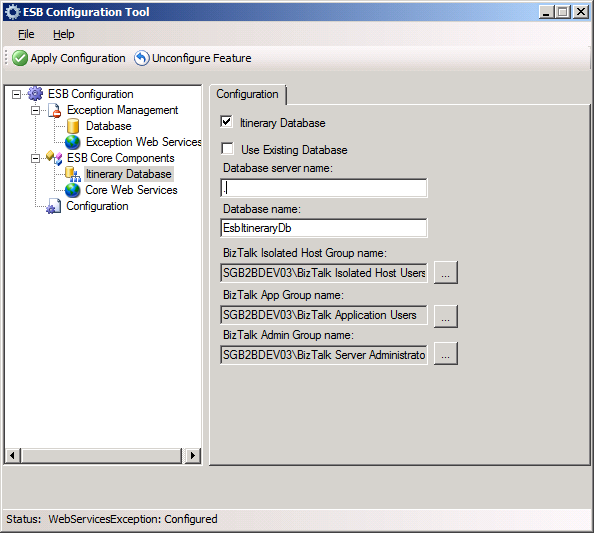 ESB Configuration Tool
File Help
Apply Configuration Unconfigure Feature
ESB Configuration
Exception Management
Database
Exception Web Services
ESB Core Components
Itinerary Database
Core Web Services
Configuration
Configuration
Itinerary Database
Use Existing Database
Database server name:
.
Database name:
EsbItineraryDb
BizTalk Isolated Host Group name:
SGB2BDEV03\BizTalk Isolated Host Users
...
BizTalk App Group name:
SGB2BDEV03\BizTalk Application Users
...
BizTalk Admin Group name:
SGB2BDEV03\BizTalk Server Administrato
...
Status: WebServicesException: Configured